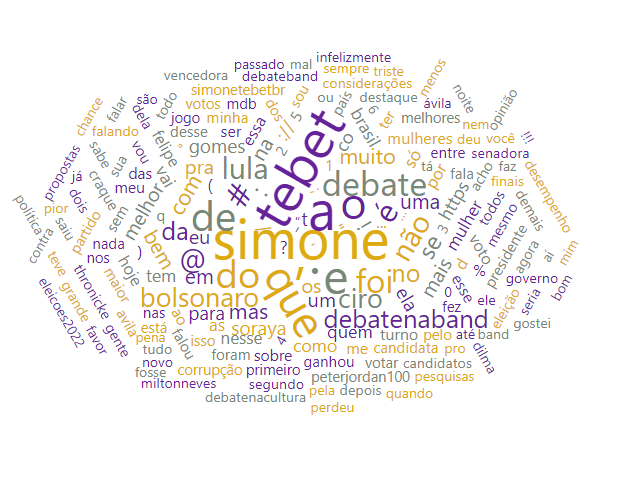 infelizmente
passado mal
sempre triste
menos
vencedora
debateband
considerações
simonetebetbr
sou
noite
chance
são
todo
votos mdb
dos
ou país destaque
ávila
opinião
falar
dela
jogo minha
5
6
ter
melhores
nem
você
!!!
falando
felipe
desse ser essa
://
brasil
mulheres deu
propostas
vou
gomes
na
2
co
só
entre senadora
sabe sua
vai
pra
lula
tebet
muito
tá
por
fala
acho faz
desempenho
já
craque
das
meu
melhor
com
(
#
:
1
debate
https
finais
dois
sem
q
de
a
o
e
uma
3
mulher
todos
demais
política
partido
bem
da eu
simone
não
se
mais
voto
mesmo
presidente
aí
mim
contra
saiu
nada
nos
hoje
)
@
?
"
t
d
esse
%
agora
governo
bom
teve
grande
maior
tem
em
do
que
,
.
e
foi
no
ela
0
ele
seria
eleicoes2022
thronicke
avila
bolsonaro
os
um
ciro
fez
eleição
gostei
favor
gente
nas
ao
para mas
debatenaband
até band
está
as
soraya
4
quem
turno pelo
dilma
pena
falou
isso nesse
como
me candidata pro
tudo
foram sobre
ganhou
votar candidatos
novo
fosse
corrupção primeiro
peterjordan100 pesquisas
miltonneves
segundo
pela depois quando
debatenacultura
perdeu